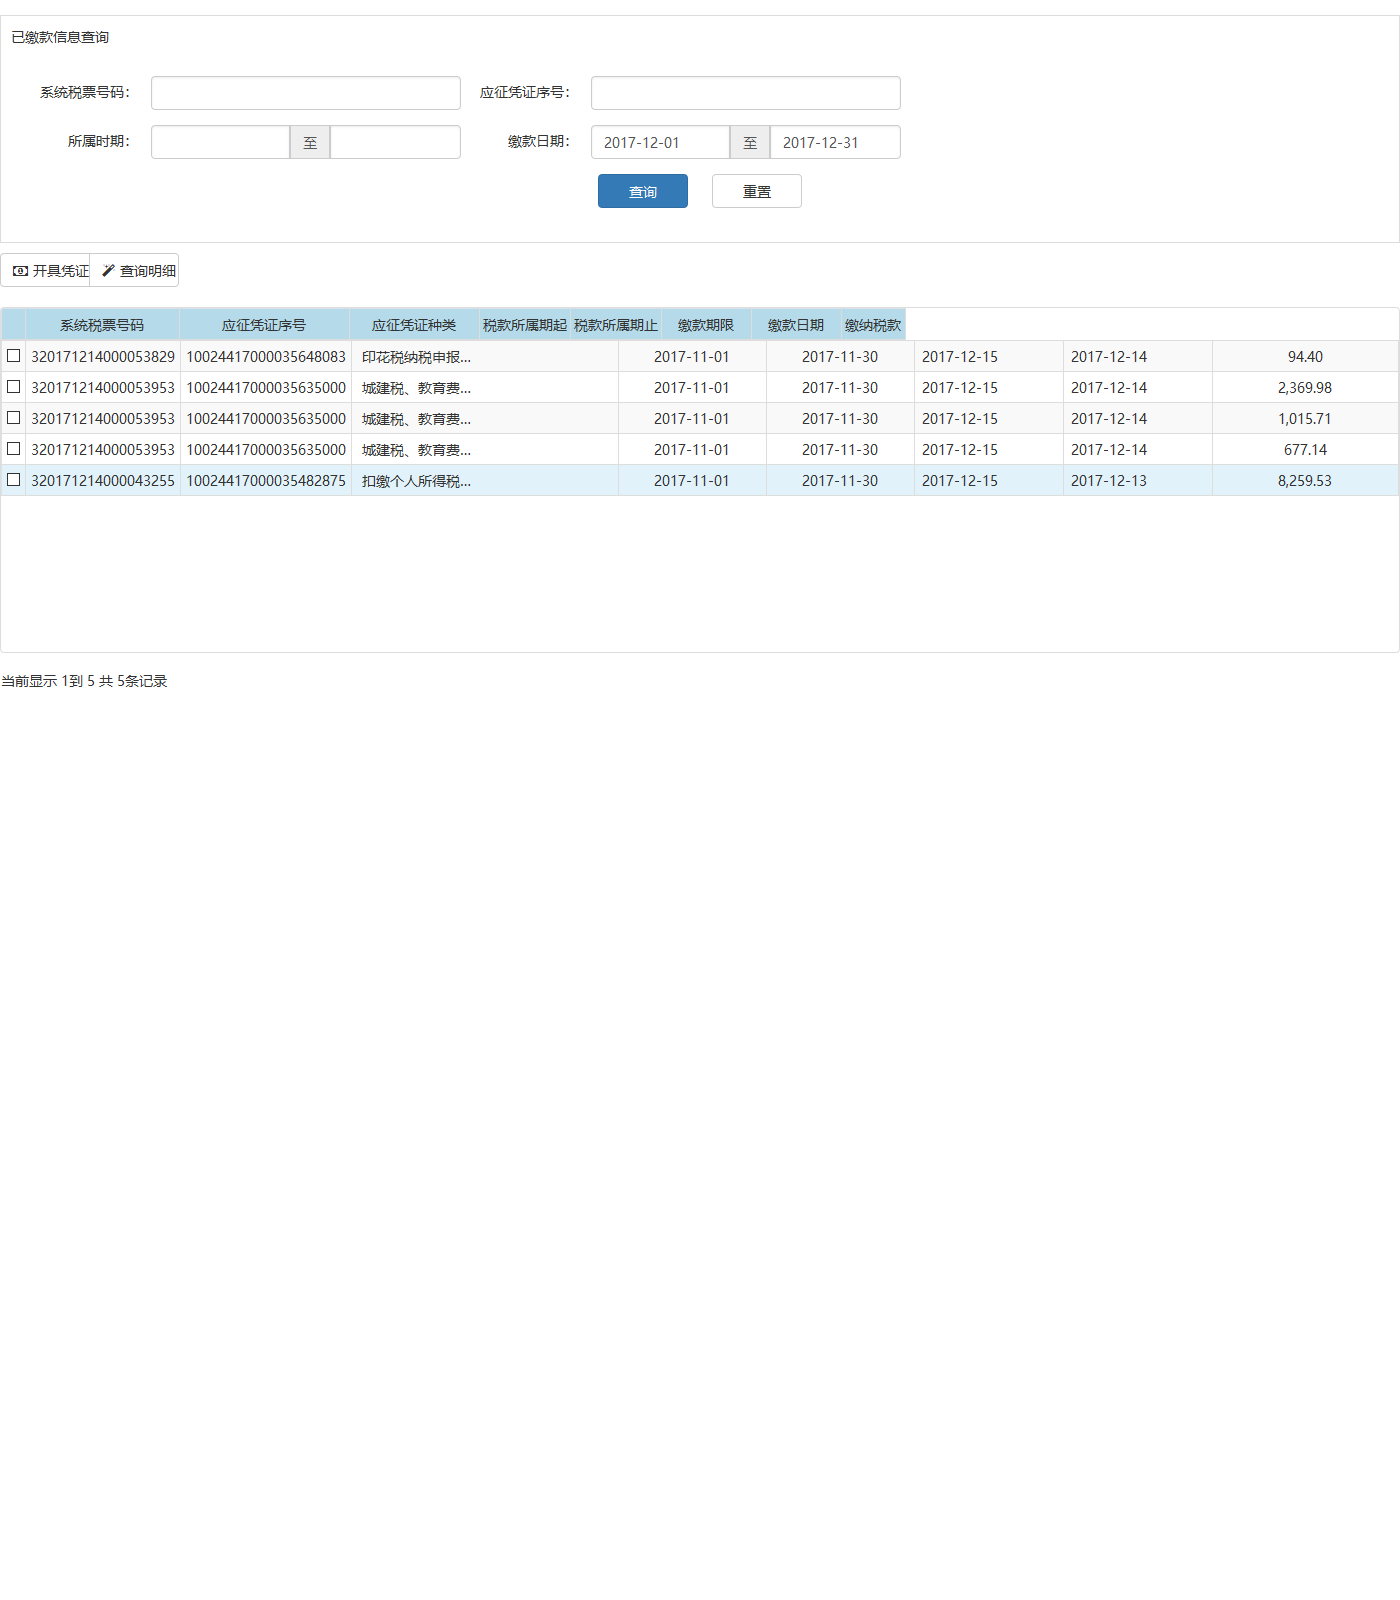 已缴款信息查询
系统税票号码: 应征凭证序号:
所属时期: 至 缴款日期: 2017-12-01 至 2017-12-31
查询 重置
开具凭证 查询明细
系统税票号码 应征凭证序号 应征凭证种类 税款所属期起 税款所属期止 缴款期限 缴款日期 缴纳税款
320171214000053829 10024417000035648083 印花税纳税申报... 2017-11-01 2017-11-30 2017-12-15 2017-12-14 94.40
320171214000053953 10024417000035635000 城建税、教育费... 2017-11-01 2017-11-30 2017-12-15 2017-12-14 2,369.98
320171214000053953 10024417000035635000 城建税、教育费... 2017-11-01 2017-11-30 2017-12-15 2017-12-14 1,015.71
320171214000053953 10024417000035635000 城建税、教育费... 2017-11-01 2017-11-30 2017-12-15 2017-12-14 677.14
320171214000043255 10024417000035482875 扣缴个人所得税... 2017-11-01 2017-11-30 2017-12-15 2017-12-13 8,259.53
当前显示 1到 5 共 5条记录